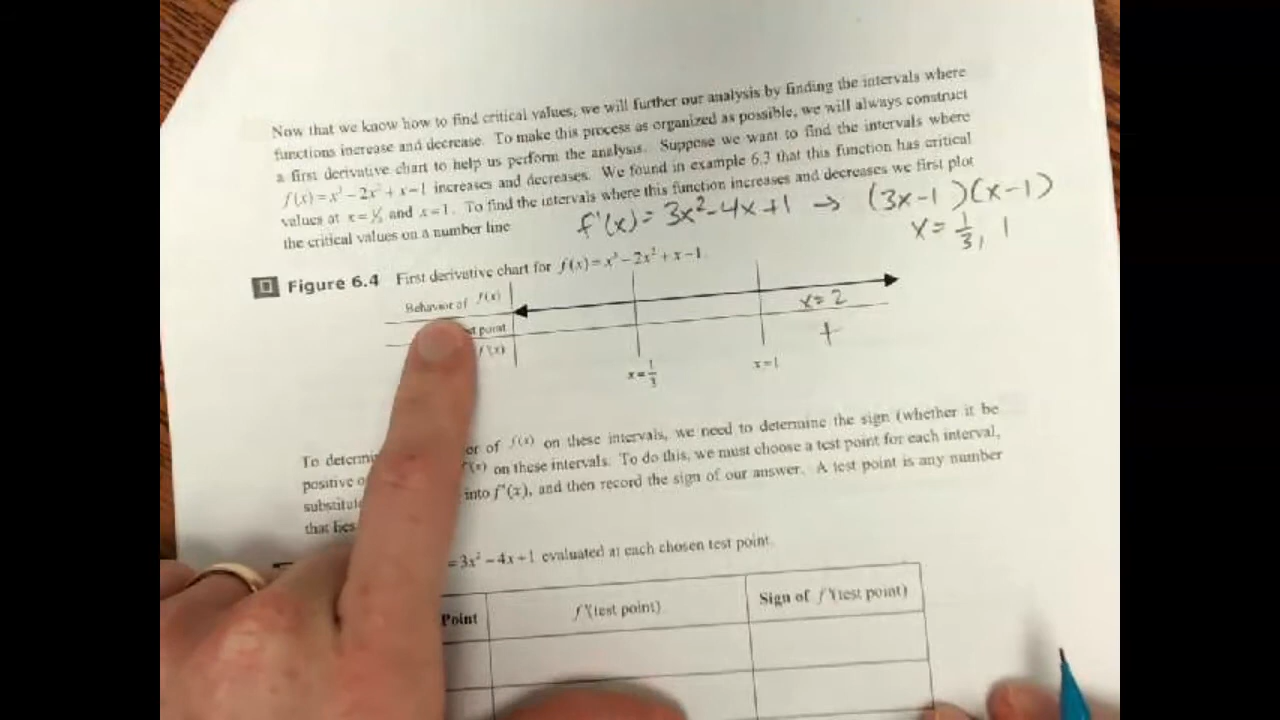 Now that we know how to find critical values, we will further our analysis by finding the intervals where
functions increase and decrease. To make this process as organized as possible, we will always construct
a first derivative chart to help us perform the analysis. Suppose we want to find the intervals where
f(x) = x³ − 2x² + x − 1 increases and decreases. We found in example 6.3 that this function has critical
values at x = ⅓ and x = 1. To find the intervals where this function increases and decreases we first plot
the critical values on a number line
f'(x) = 3x² − 4x + 1 → (3x − 1)(x − 1)
x = 1/3, 1
Figure 6.4 First derivative chart for f(x) = x³ − 2x² + x − 1.
Behavior of f(x)
x = 2
point
f'(x)
+
x = 1/3
x = 1
To determi
of f(x) on these intervals, we need to determine the sign (whether it be
positive
f'(x) on these intervals. To do this, we must choose a test point for each interval,
substitut
into f'(x), and then record the sign of our answer. A test point is any number
that lies
= 3x² − 4x + 1 evaluated at each chosen test point.
Point
f'(test point)
Sign of f'(test point)